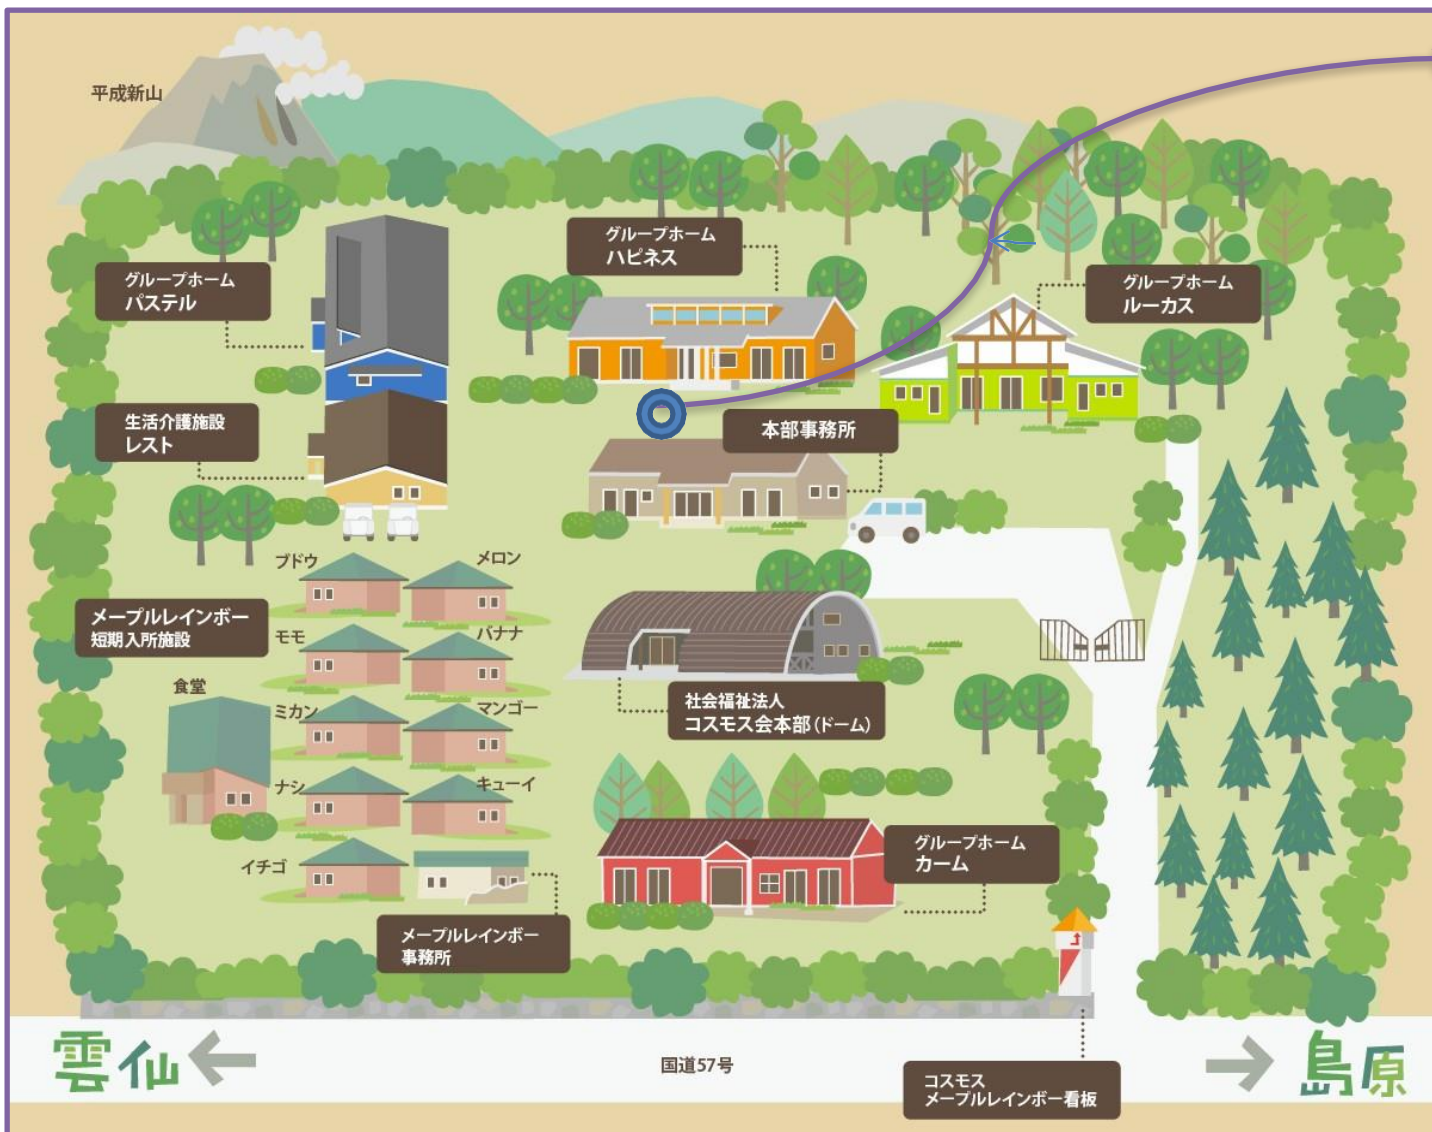 平成新山
グループホーム
ハピネス
グループホーム
パステル
グループホーム
ルーカス
生活介護施設
レスト
本部事務所
ブドウ
メロン
メープルレインボー
短期入所施設
モモ
バナナ
食堂
ミカン
マンゴー
社会福祉法人
コスモス会本部（ドーム）
ナシ
キューイ
イチゴ
グループホーム
カーム
メープルレインボー
事務所
雲仙
国道57号
島原
コスモス
メープルレインボー看板